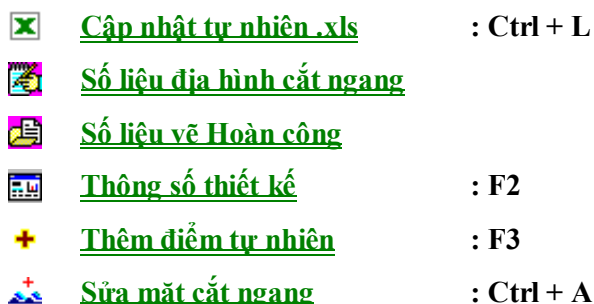 Cập nhật tự nhiên .xls : Ctrl + L
Số liệu địa hình cắt ngang
Số liệu vẽ Hoàn công
Thông số thiết kế : F2
Thêm điểm tự nhiên : F3
Sửa mặt cắt ngang : Ctrl + A